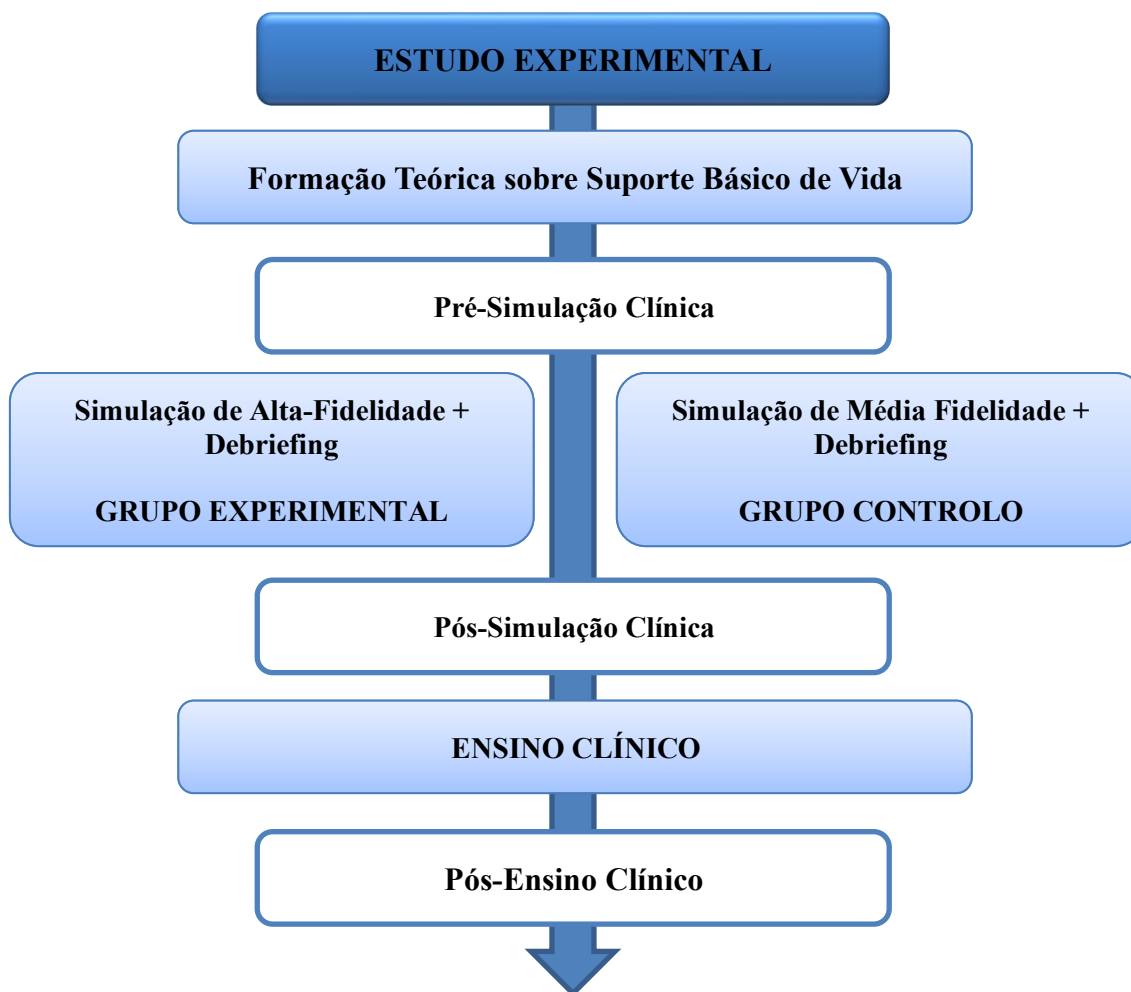 ESTUDO EXPERIMENTAL
Formação Teórica sobre Suporte Básico de Vida
Pré-Simulação Clínica
Simulação de Alta-Fidelidade +
Debriefing
GRUPO EXPERIMENTAL
Simulação de Média Fidelidade +
Debriefing
GRUPO CONTROLO
Pós-Simulação Clínica
ENSINO CLÍNICO
Pós-Ensino Clínico